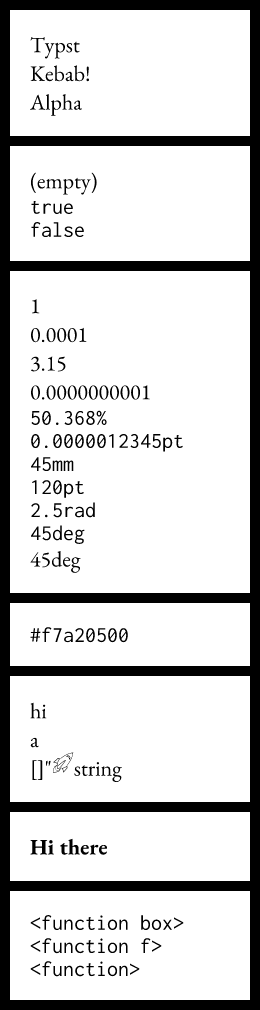 Typst
Kebab!
Alpha
(empty)
true
false
1
0.0001
3.15
0.0000000001
50.368%
0.0000012345pt
45mm
120pt
2.5rad
45deg
45deg
#f7a20500
hi
a
[]"🚀string
Hi there
<function box>
<function f>
<function>